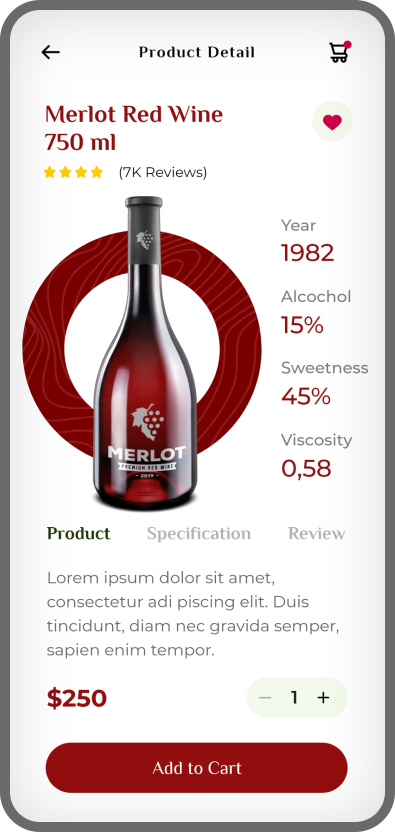 Product Detail
Merlot Red Wine
750 ml
(7K Reviews)
Year
1982
Alcochol
15%
Sweetness
45%
Viscosity
0,58
MERLOT
PREMIUM RED WINE
- 2019 -
Product Specification Review
Lorem ipsum dolor sit amet,
consectetur adi piscing elit. Duis
tincidunt, diam nec gravida semper,
sapien enim tempor.
$250
− 1 +
Add to Cart